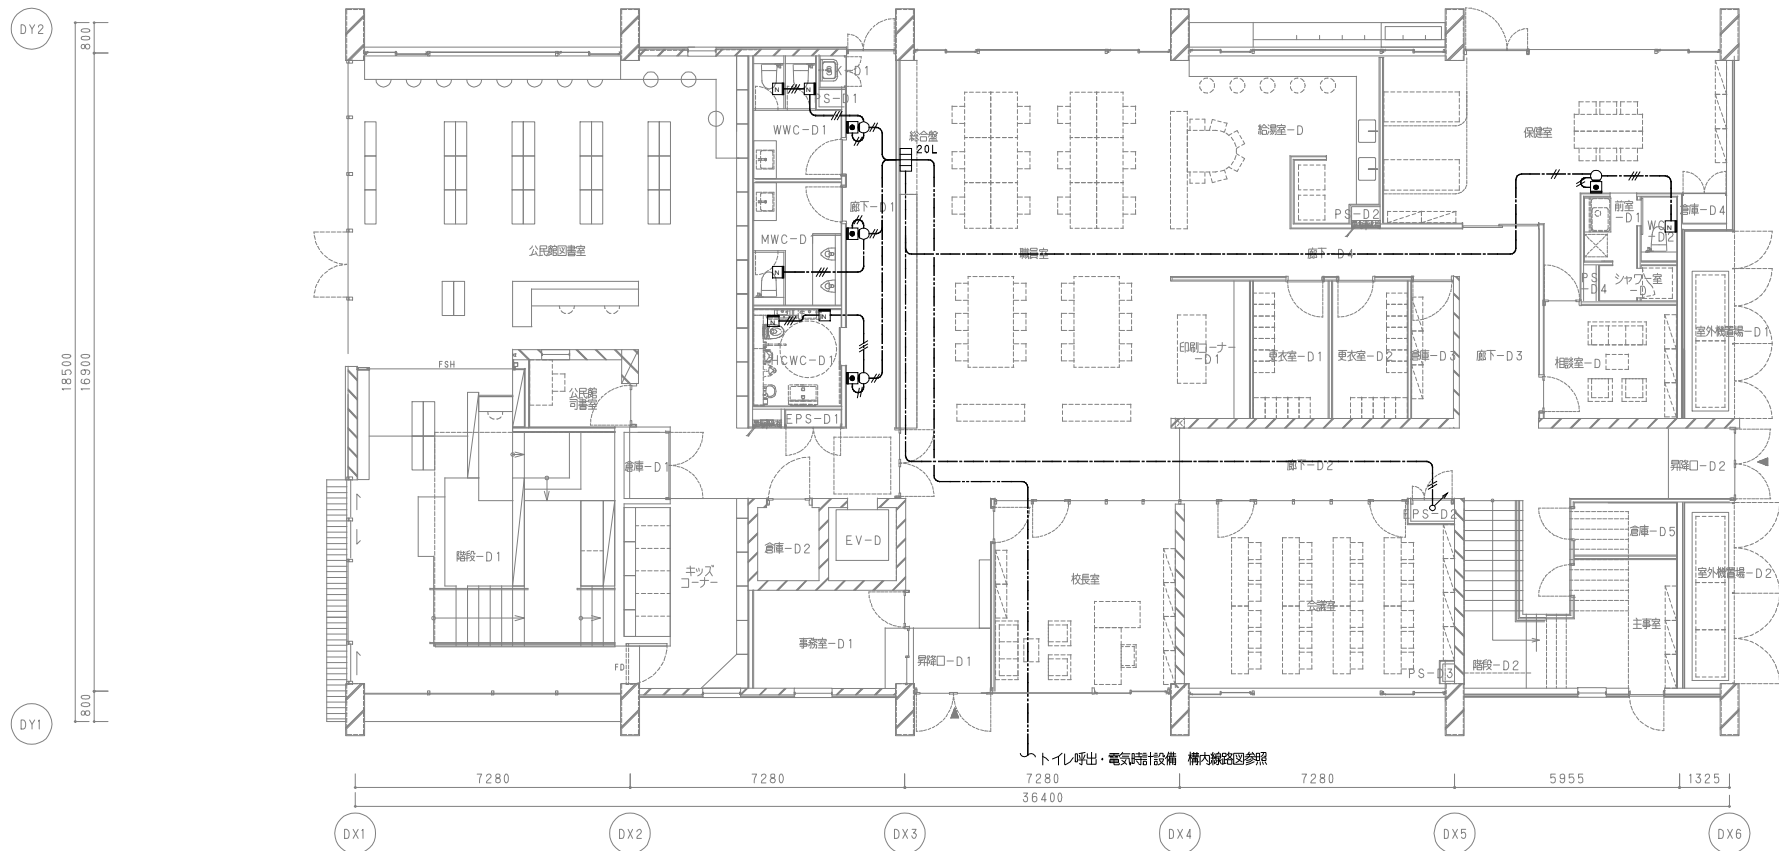 DY2
800
SK-D1
PS-D1
WWC-D1
総合盤
20L
給湯室-D
保健室
廊下-D1
PS-D2
前室
-D1
倉庫-D4
WC
-D2
MWC-D
公民館図書室
職員室
廊下-D4
PS
-D4
シャワー室
-D
18500
16900
HCWC-D1
印刷コーナー
-D1
更衣室-D1
更衣室-D2
倉庫-D3
廊下-D3
相談室-D
室外機置場-D1
FSH
公民館
司書室
EPS-D1
倉庫-D1
廊下-D2
昇降口-D2
EPS-D2
階段-D1
倉庫-D2
EV-D
キッズ
コーナー
校長室
会議室
倉庫-D5
室外機置場-D2
事務室-D1
主事室
FD
昇降口-D1
PS-D3
階段-D2
800
DY1
トイレ呼出・電気時計設備 構内線路図参照
7280
7280
7280
7280
5955
1325
36400
DX1
DX2
DX3
DX4
DX5
DX6